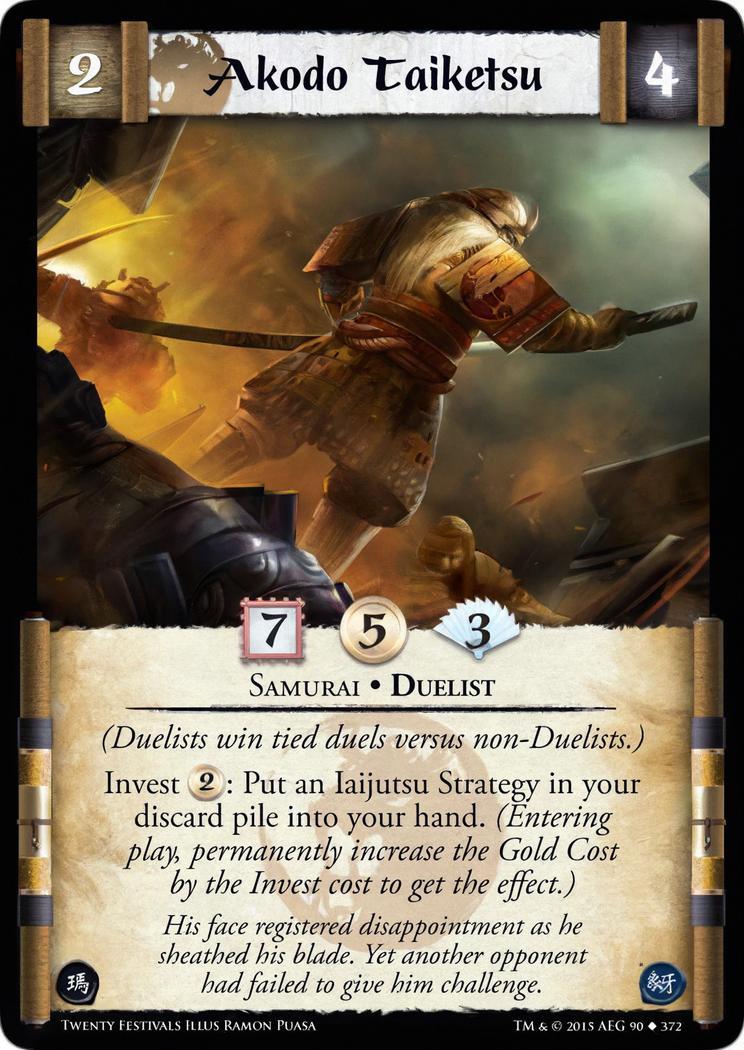 2
Akodo Taiketsu
4
7
5
3
Samurai • Duelist
(Duelists win tied duels versus non-Duelists.)
Invest 2: Put an Iaijutsu Strategy in your
discard pile into your hand. (Entering
play, permanently increase the Gold Cost
by the Invest cost to get the effect.)
His face registered disappointment as he
sheathed his blade. Yet another opponent
had failed to give him challenge.
Twenty Festivals Illus Ramon Puasa
TM & © 2015 AEG 90 ◆ 372